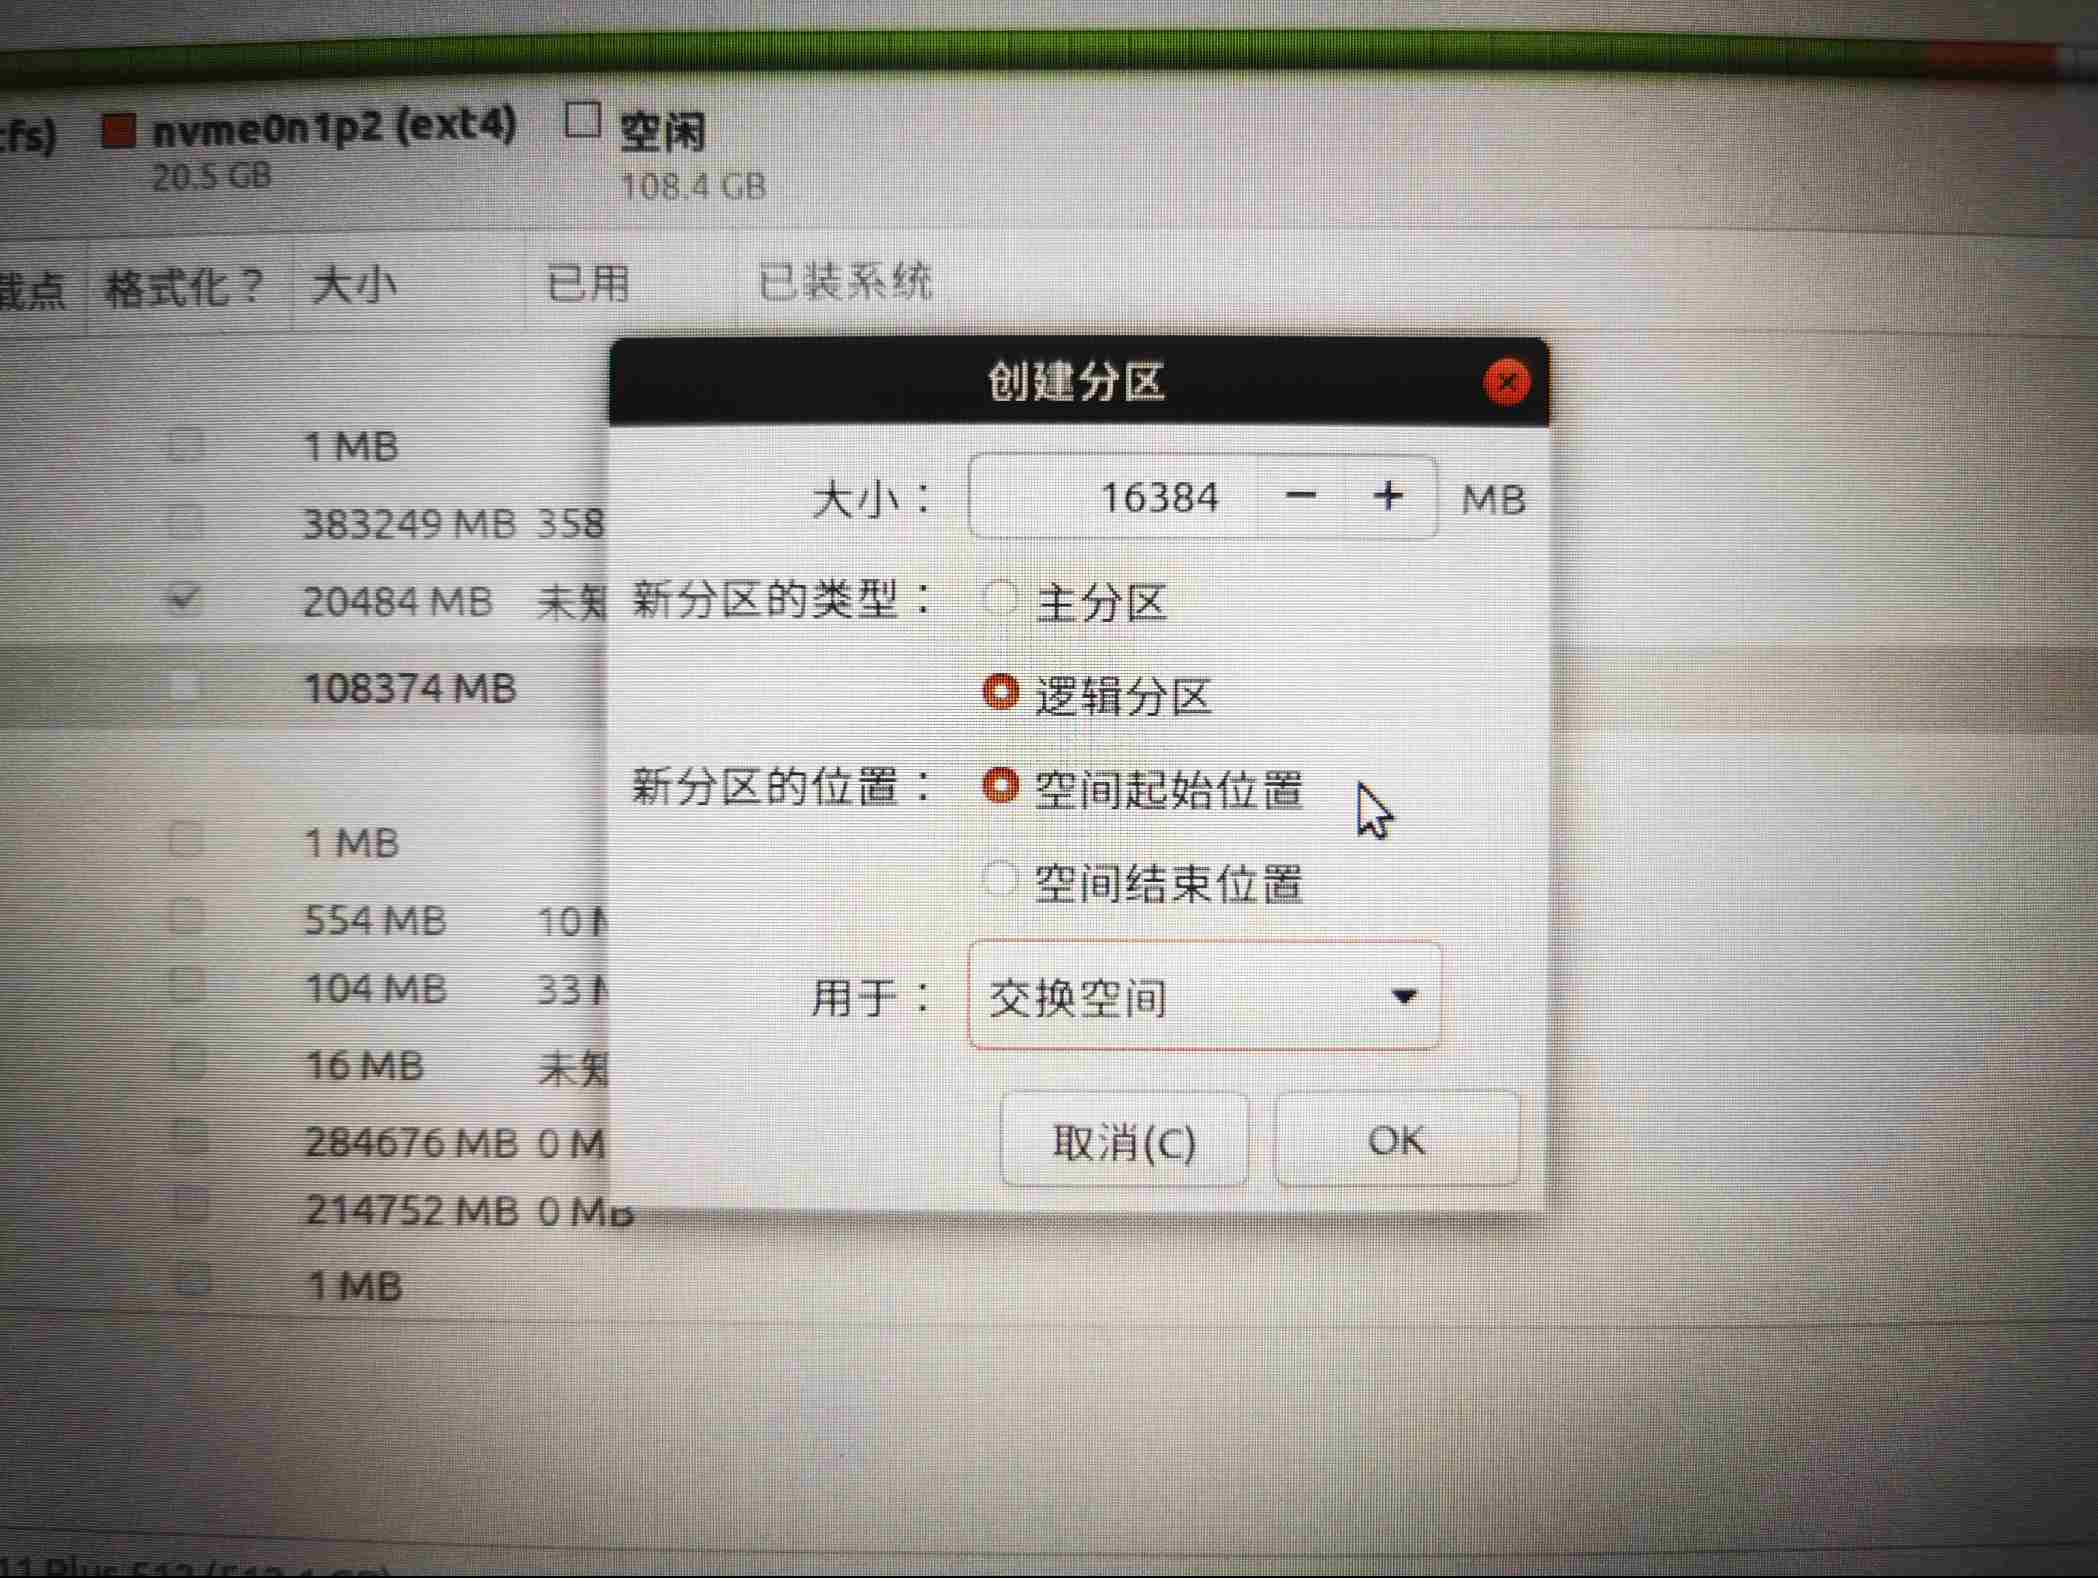 nvme0n1p2 (ext4) 空闲
20.5 GB 108.4 GB
格式化？ 大小 已用 已装系统
创建分区
1 MB
大小： 16384 − + MB
383249 MB 358
20484 MB 未知
新分区的类型： 主分区
108374 MB
逻辑分区
新分区的位置： 空间起始位置
1 MB
空间结束位置
554 MB 10
104 MB 33
用于： 交换空间
16 MB 未知
284676 MB 0 M
取消(C) OK
214752 MB 0 MB
1 MB